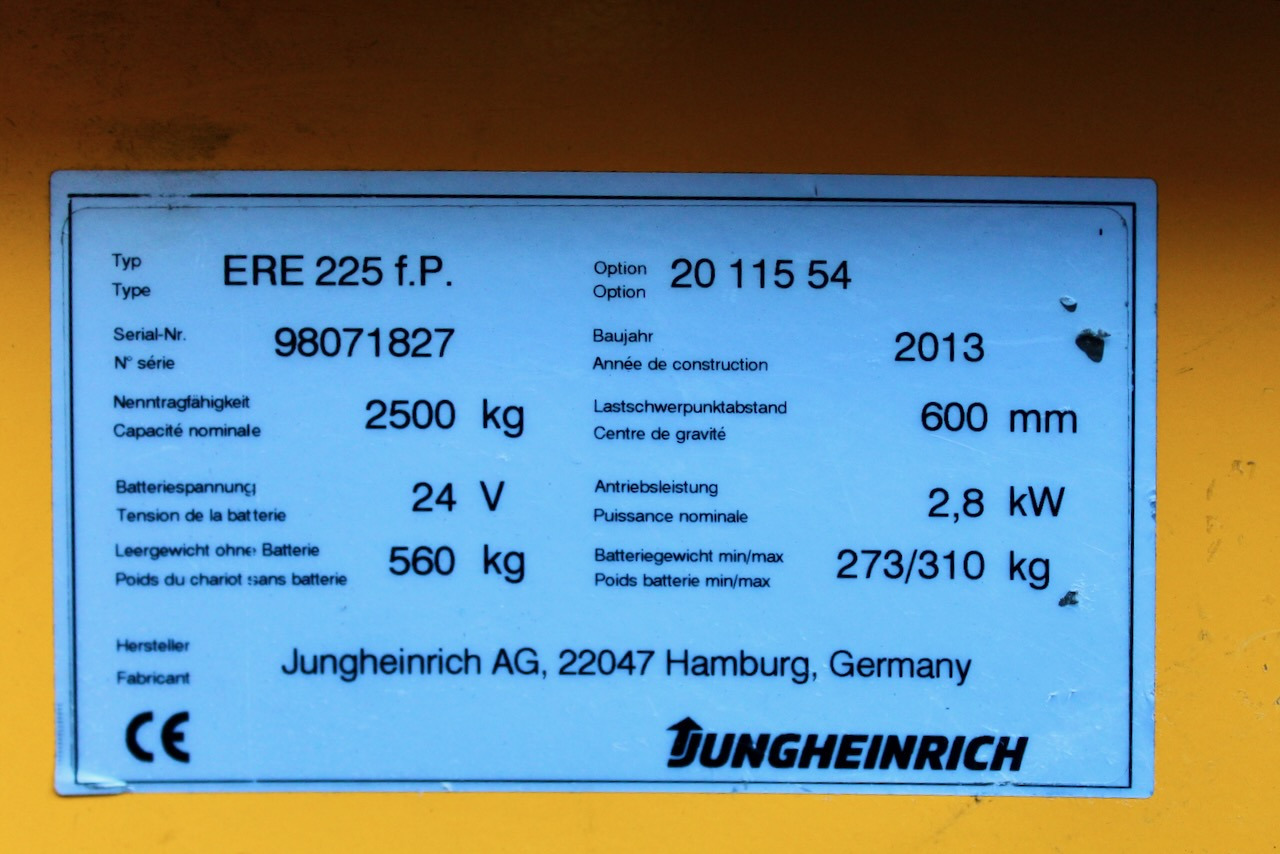 Typ ERE 225 f.P. Option 20 115 54
Type Option
Serial-Nr. 98071827 Baujahr 2013
N° série Année de construction
Nenntragfähigkeit 2500 kg Lastschwerpunktabstand 600 mm
Capacité nominale Centre de gravité
Batteriespannung 24 V Antriebsleistung 2,8 kW
Tension de la batterie Puissance nominale
Leergewicht ohne Batterie 560 kg Batteriegewicht min/max 273/310 kg
Poids du chariot sans batterie Poids batterie min/max
Hersteller Jungheinrich AG, 22047 Hamburg, Germany
Fabricant
CE JUNGHEINRICH